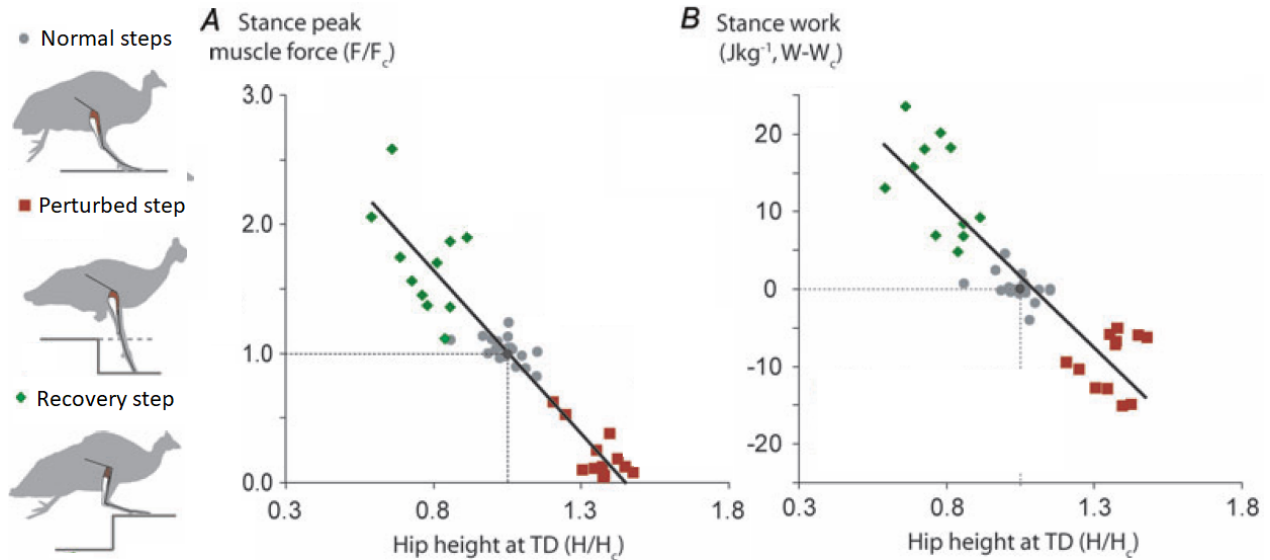 Normal steps
Perturbed step
Recovery step
A Stance peak
muscle force (F/Fc)
3.0
2.0
1.0
0.0
0.3 0.8 1.3 1.8
Hip height at TD (H/Hc)
B Stance work
(Jkg⁻¹, W-Wc)
20
10
0
-10
-20
0.3 0.8 1.3 1.8
Hip height at TD (H/Hc)